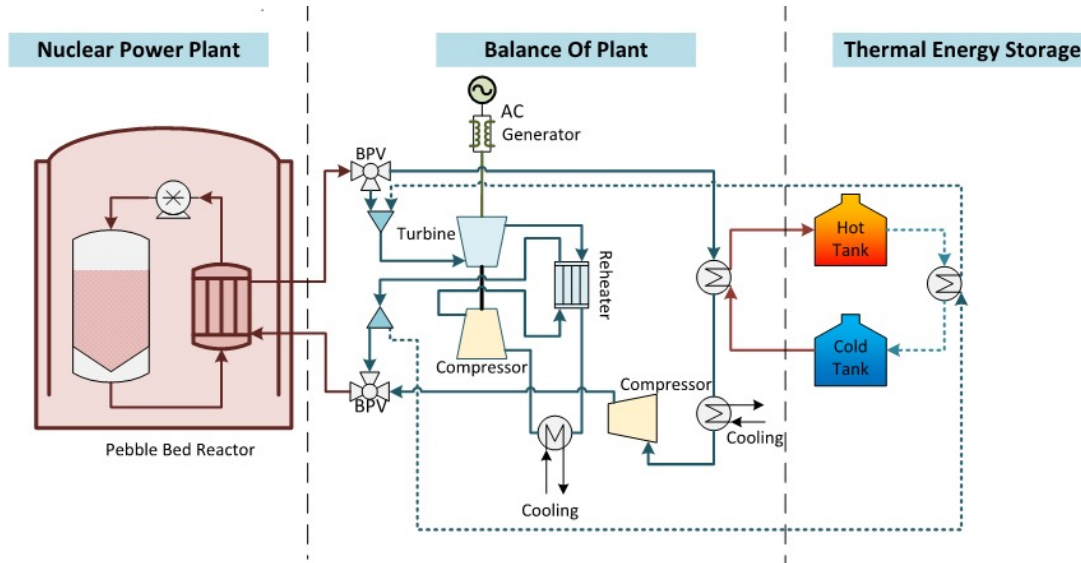 Nuclear Power Plant
Balance Of Plant
Thermal Energy Storage
AC
Generator
BPV
Turbine
Hot
Tank
Reheater
Cold
Tank
Compressor
Compressor
BPV
Cooling
Pebble Bed Reactor
Cooling